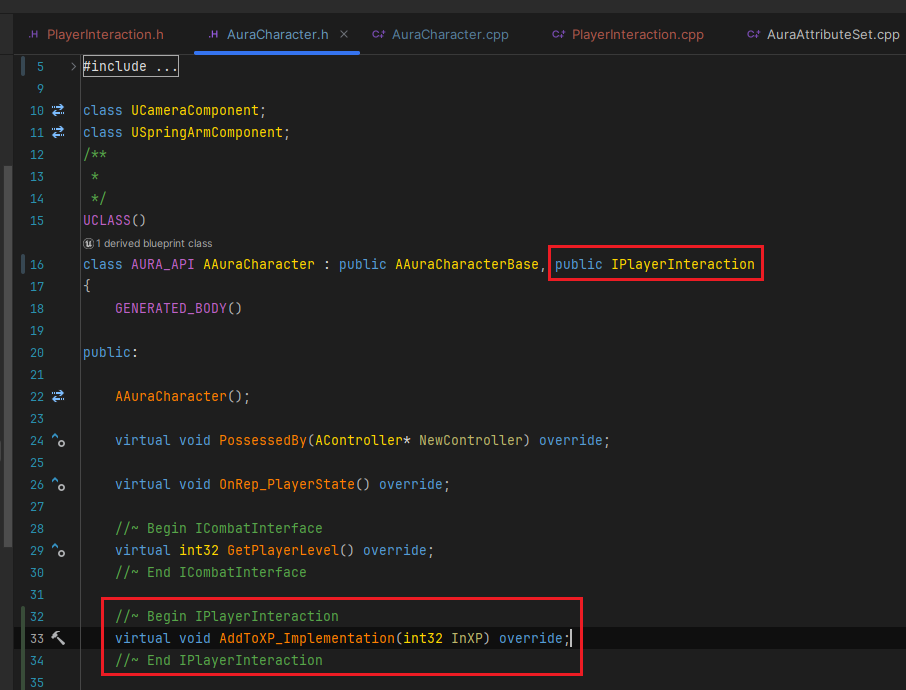 .H PlayerInteraction.h .H AuraCharacter.h × C++ AuraCharacter.cpp C++ PlayerInteraction.cpp C++ AuraAttributeSet.cpp
5 > #include ...
9
10 class UCameraComponent;
11 class USpringArmComponent;
12 /**
13 *
14 */
15 UCLASS()
u 1 derived blueprint class
16 class AURA_API AAuraCharacter : public AAuraCharacterBase, public IPlayerInteraction
17 {
18 GENERATED_BODY()
19
20 public:
21
22 AAuraCharacter();
23
24 virtual void PossessedBy(AController* NewController) override;
25
26 virtual void OnRep_PlayerState() override;
27
28 //~ Begin ICombatInterface
29 virtual int32 GetPlayerLevel() override;
30 //~ End ICombatInterface
31
32 //~ Begin IPlayerInteraction
33 virtual void AddToXP_Implementation(int32 InXP) override;
34 //~ End IPlayerInteraction
35